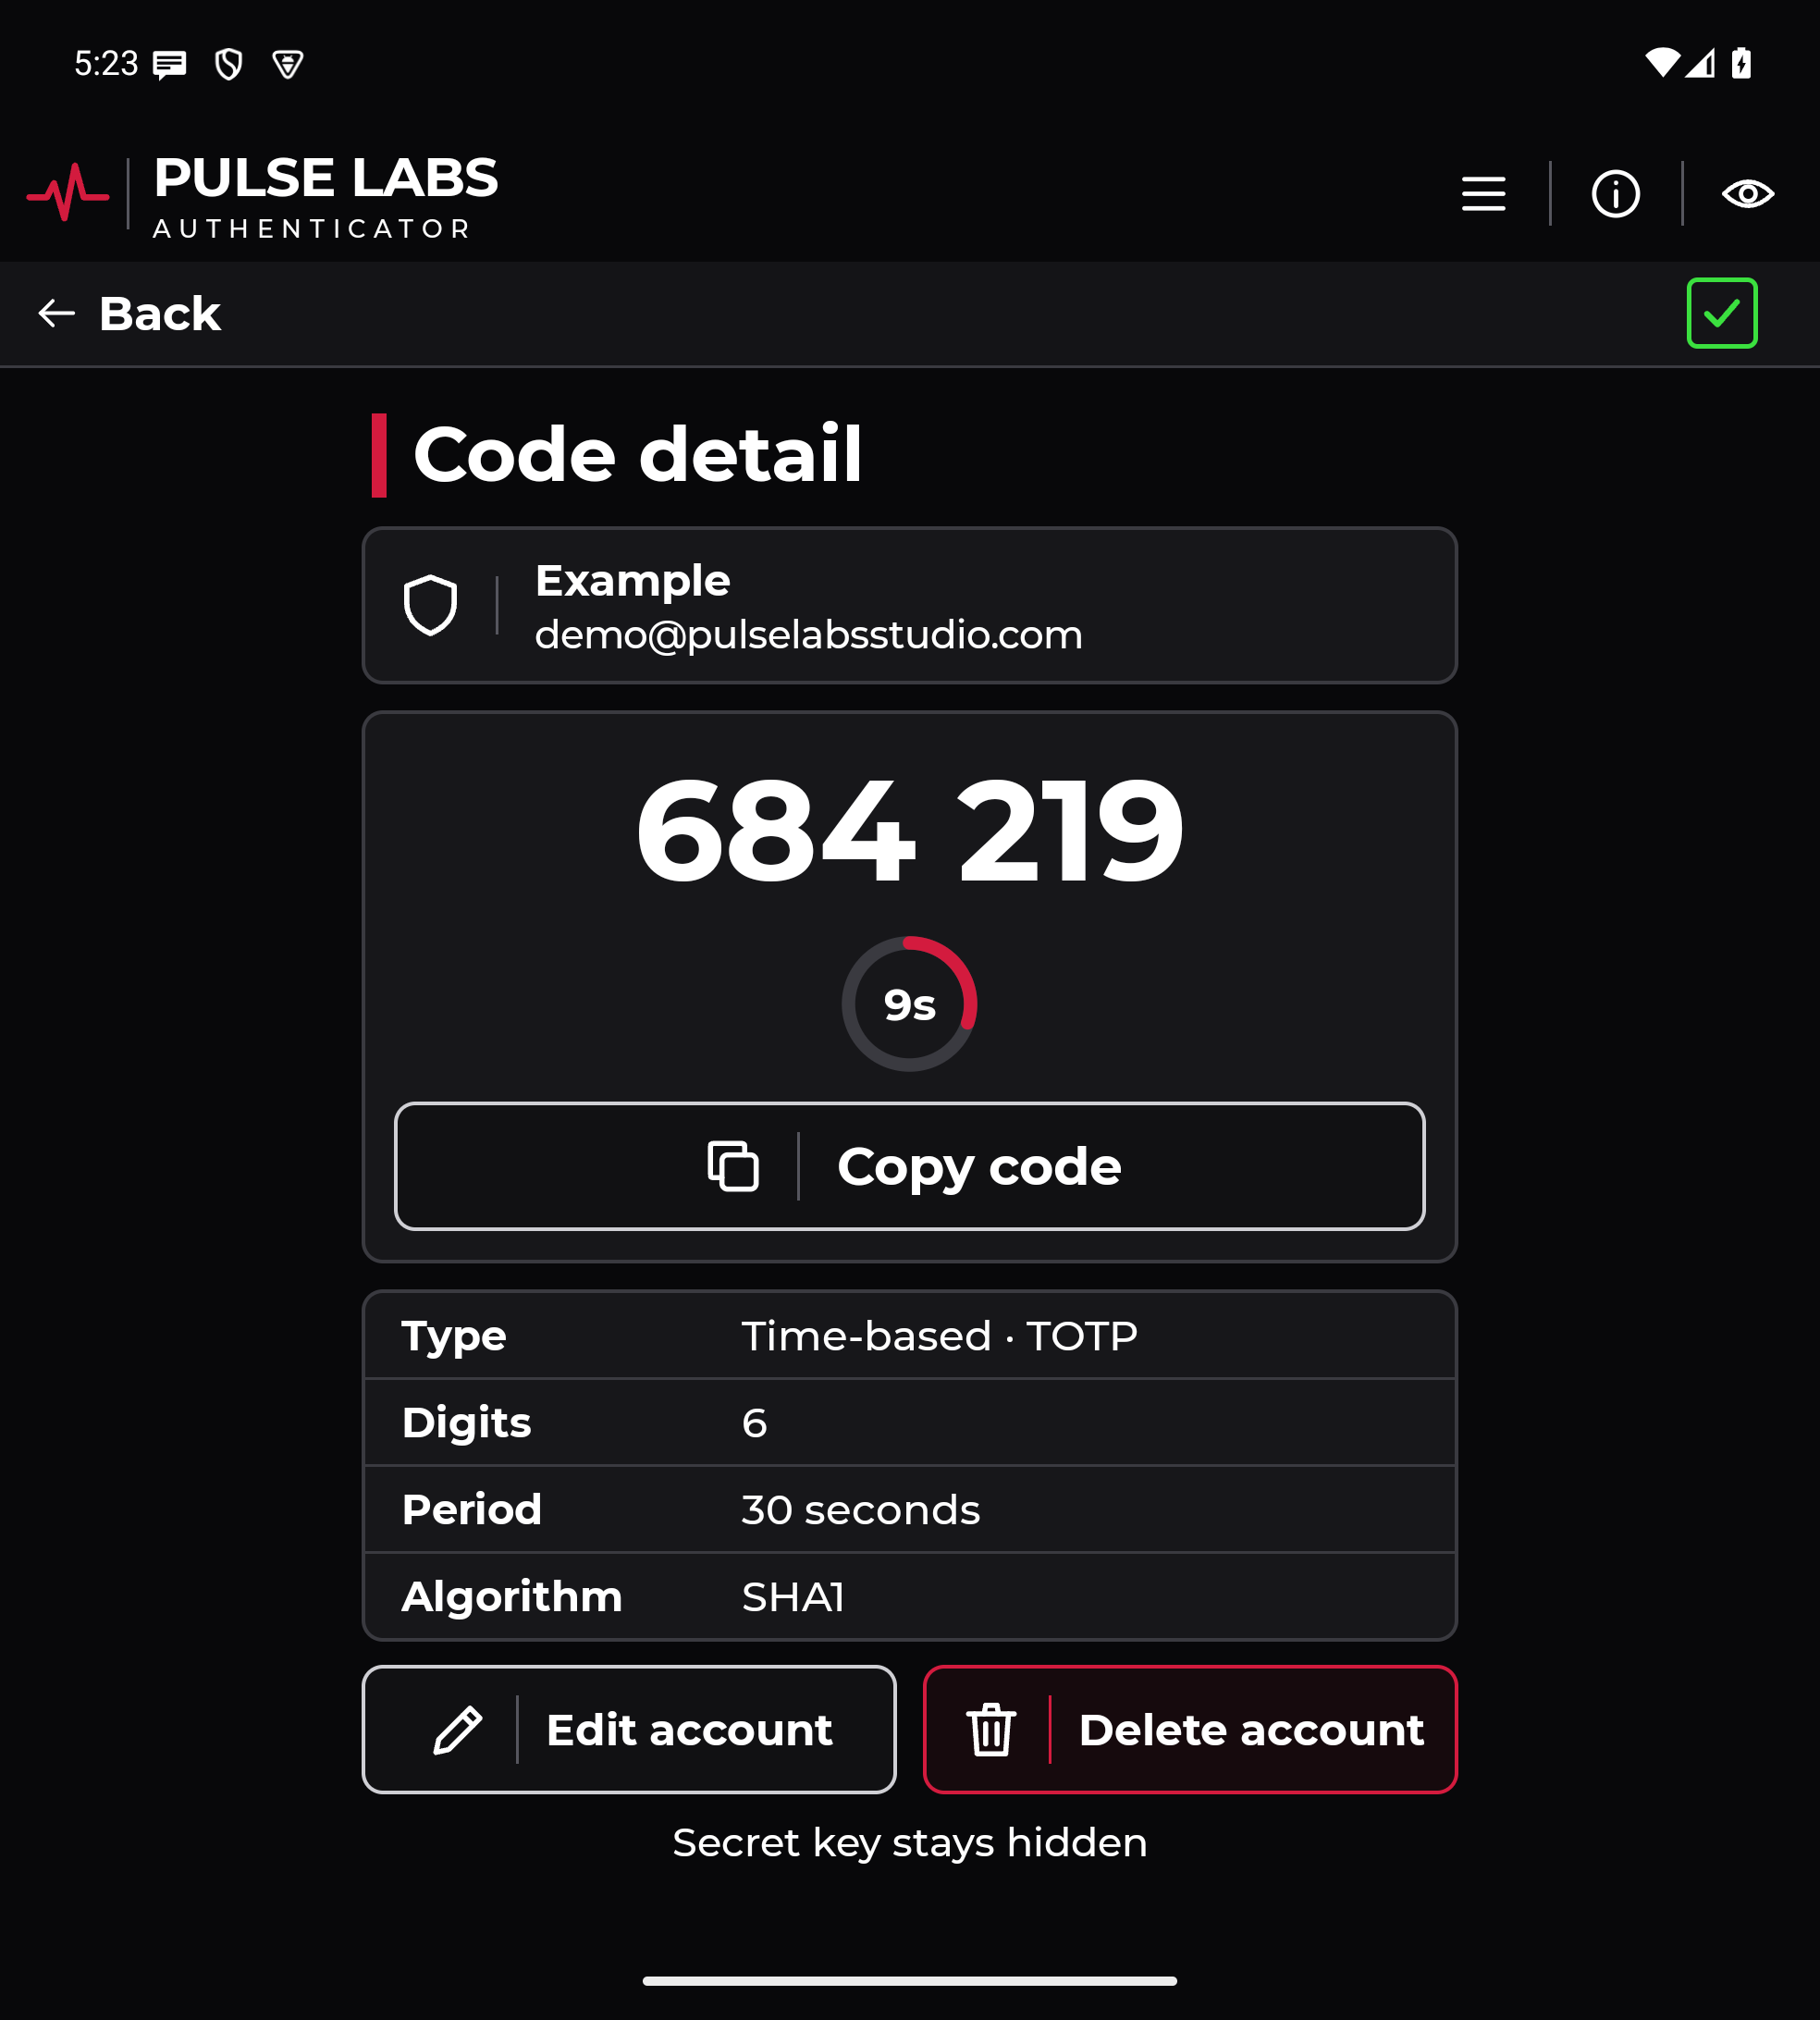 5:23
PULSE LABS
AUTHENTICATOR
Back
Code detail
Example
demo@pulselabsstudio.com
684 219
9s
Copy code
Type Time-based · TOTP
Digits 6
Period 30 seconds
Algorithm SHA1
Edit account Delete account
Secret key stays hidden